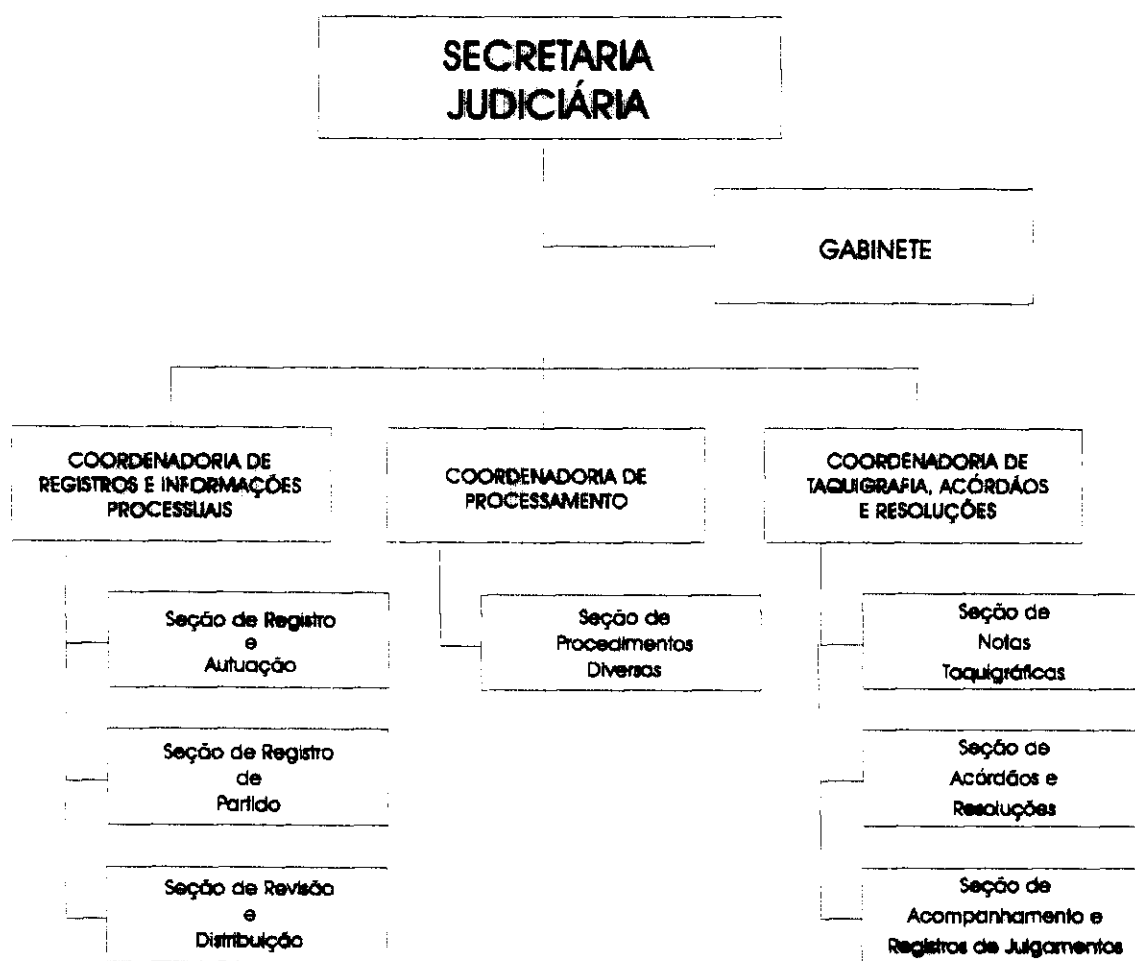 SECRETARIA
JUDICIÁRIA
GABINETE
COORDENADORIA DE
REGISTROS E INFORMAÇÕES
PROCESSUAIS
COORDENADORIA DE
PROCESSAMENTO
COORDENADORIA DE
TAQUIGRAFIA, ACÓRDÃOS
E RESOLUÇÕES
Seção de Registro
e
Autuação
Seção de Registro
de
Partido
Seção de Revisão
e
Distribuição
Seção de
Procedimentos
Diversos
Seção de
Notas
Taquigráficas
Seção de
Acórdãos e
Resoluções
Seção de
Acompanhamento e
Registros de Julgamentos